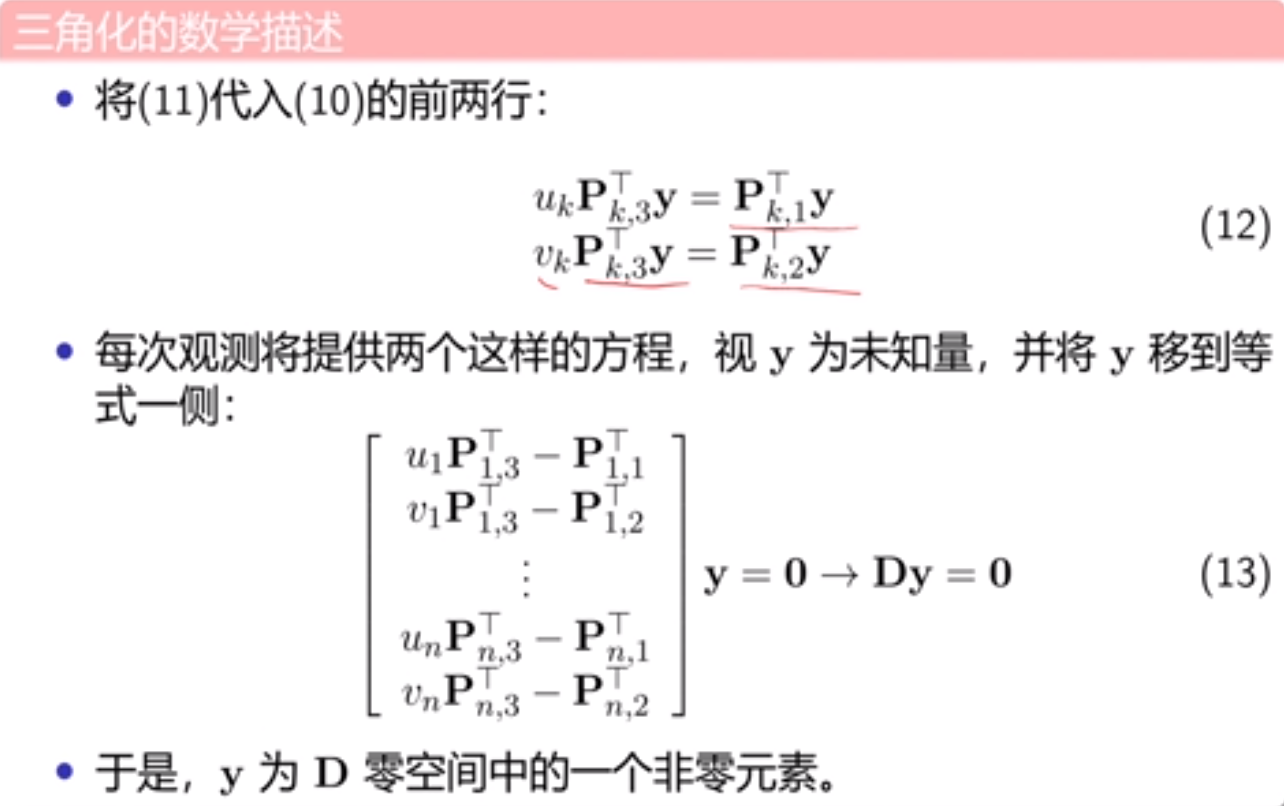 三角化的数学描述
• 将(11)代入(10)的前两行：
$u_k \mathbf{P}_{k,3}^\top \mathbf{y} = \mathbf{P}_{k,1}^\top \mathbf{y}$
$v_k \mathbf{P}_{k,3}^\top \mathbf{y} = \mathbf{P}_{k,2}^\top \mathbf{y}$ (12)
• 每次观测将提供两个这样的方程，视 y 为未知量，并将 y 移到等
式一侧：
$\begin{bmatrix} u_1 \mathbf{P}_{1,3}^\top - \mathbf{P}_{1,1}^\top \\ v_1 \mathbf{P}_{1,3}^\top - \mathbf{P}_{1,2}^\top \\ \vdots \\ u_n \mathbf{P}_{n,3}^\top - \mathbf{P}_{n,1}^\top \\ v_n \mathbf{P}_{n,3}^\top - \mathbf{P}_{n,2}^\top \end{bmatrix} \mathbf{y} = \mathbf{0} \rightarrow \mathbf{D}\mathbf{y} = \mathbf{0}$ (13)
• 于是，y 为 D 零空间中的一个非零元素。